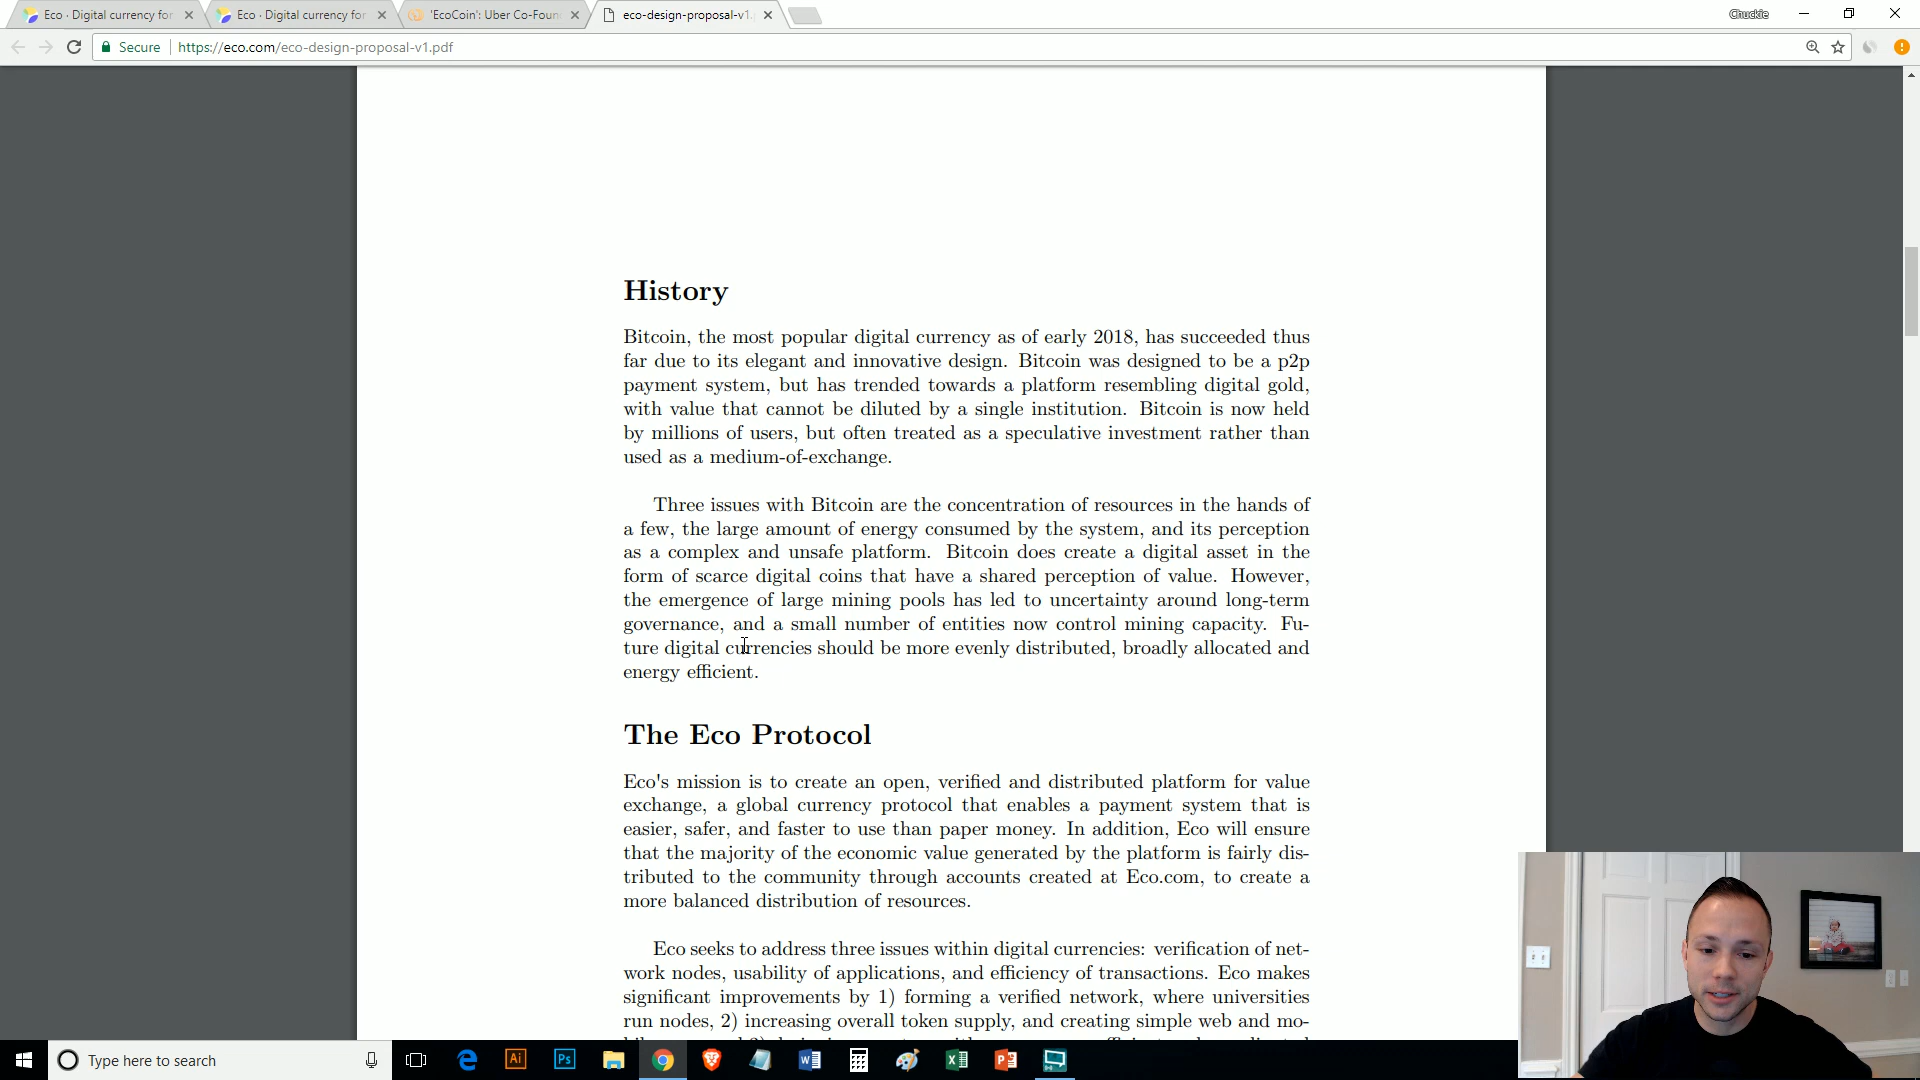 Eco · Digital currency for
Eco · Digital currency for
'EcoCoin': Uber Co-Foun
eco-design-proposal-v1.
Chuckie
Secure
https://eco.com/eco-design-proposal-v1.pdf
History
Bitcoin, the most popular digital currency as of early 2018, has succeeded thus
far due to its elegant and innovative design. Bitcoin was designed to be a p2p
payment system, but has trended towards a platform resembling digital gold,
with value that cannot be diluted by a single institution. Bitcoin is now held
by millions of users, but often treated as a speculative investment rather than
used as a medium-of-exchange.
Three issues with Bitcoin are the concentration of resources in the hands of
a few, the large amount of energy consumed by the system, and its perception
as a complex and unsafe platform. Bitcoin does create a digital asset in the
form of scarce digital coins that have a shared perception of value. However,
the emergence of large mining pools has led to uncertainty around long-term
governance, and a small number of entities now control mining capacity. Fu-
ture digital currencies should be more evenly distributed, broadly allocated and
energy efficient.
The Eco Protocol
Eco's mission is to create an open, verified and distributed platform for value
exchange, a global currency protocol that enables a payment system that is
easier, safer, and faster to use than paper money. In addition, Eco will ensure
that the majority of the economic value generated by the platform is fairly dis-
tributed to the community through accounts created at Eco.com, to create a
more balanced distribution of resources.
Eco seeks to address three issues within digital currencies: verification of net-
work nodes, usability of applications, and efficiency of transactions. Eco makes
significant improvements by 1) forming a verified network, where universities
run nodes, 2) increasing overall token supply, and creating simple web and mo-
Type here to search
Ai
Ps